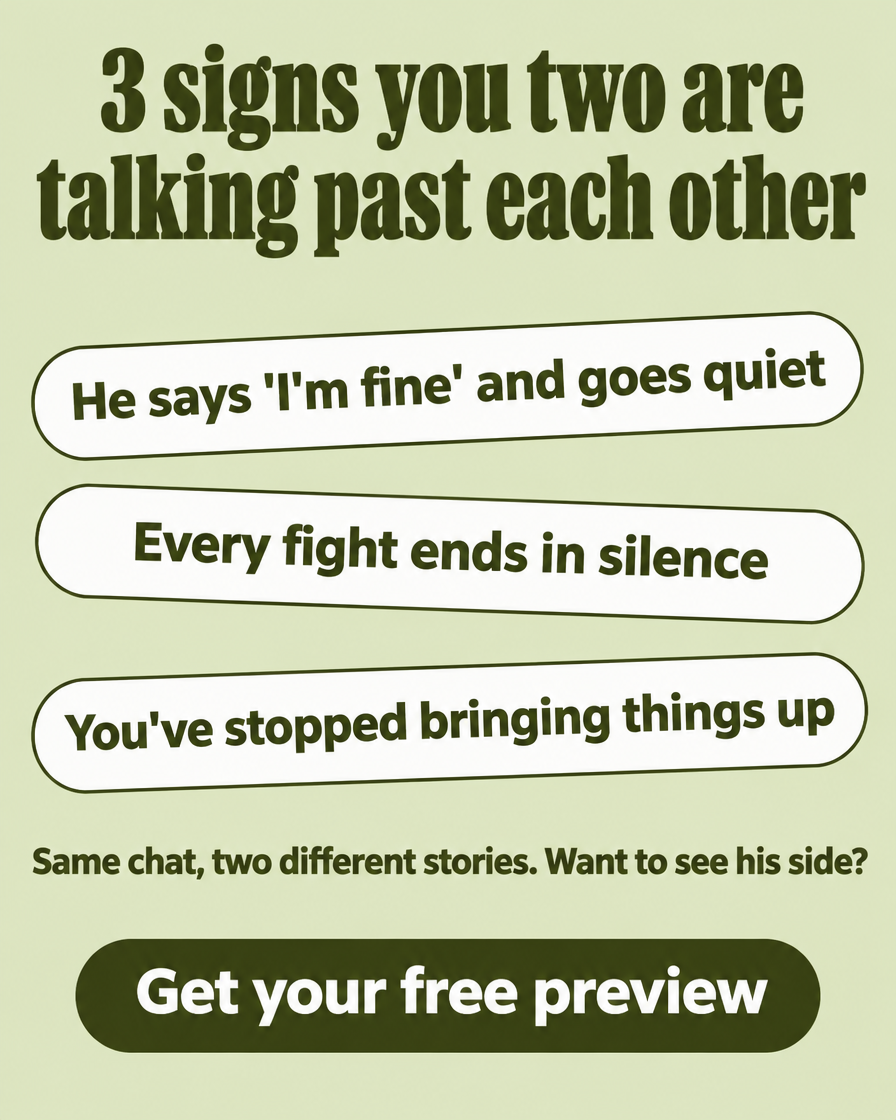 3 signs you two are
talking past each other
He says 'I'm fine' and goes quiet
Every fight ends in silence
You've stopped bringing things up
Same chat, two different stories. Want to see his side?
Get your free preview